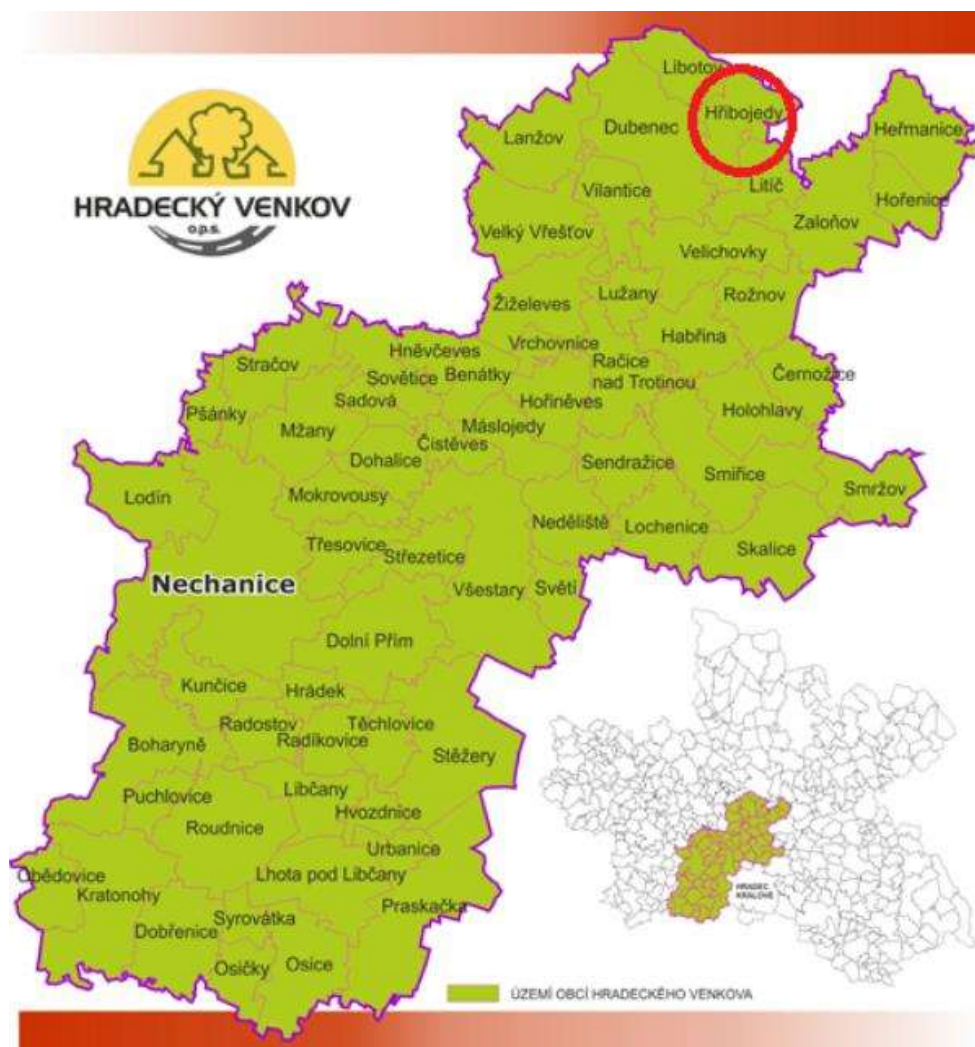 Libotov
Hřibojedy
Dubenec
Lanžov
Heřmanice
HRADECKÝ VENKOV
o.p.s.
Vilantice
Litíč
Hořenice
Zaloňov
Velký Vřešťov
Velichovky
Žiželeves
Lužany
Rožnov
Vrchovnice
Habřina
Hněvčeves
Stračov
Sovětice
Benátky
Račice
nad Trotinou
Černožice
Sadová
Hořiněves
Holohlavy
Pšánky
Mžany
Máslojedy
Čistěves
Dohalice
Sendražice
Smiřice
Lodín
Mokrovousy
Smržov
Neděliště
Lochenice
Třesovice
Střezetice
Skalice
Nechanice
Všestary
Světí
Dolní Přím
Kunčice
Hrádek
Radostov
Těchlovice
Radíkovice
Boharyně
Stěžery
Puchlovice
Libčany
Hvozdnice
Roudnice
Urbanice
Obědovice
Kratonohy
Lhota pod Libčany
HRADEC
KRÁLOVÉ
Praskačka
Syrovátka
Dobřenice
Osičky
Osice
ÚZEMÍ OBCÍ HRADECKÉHO VENKOVA